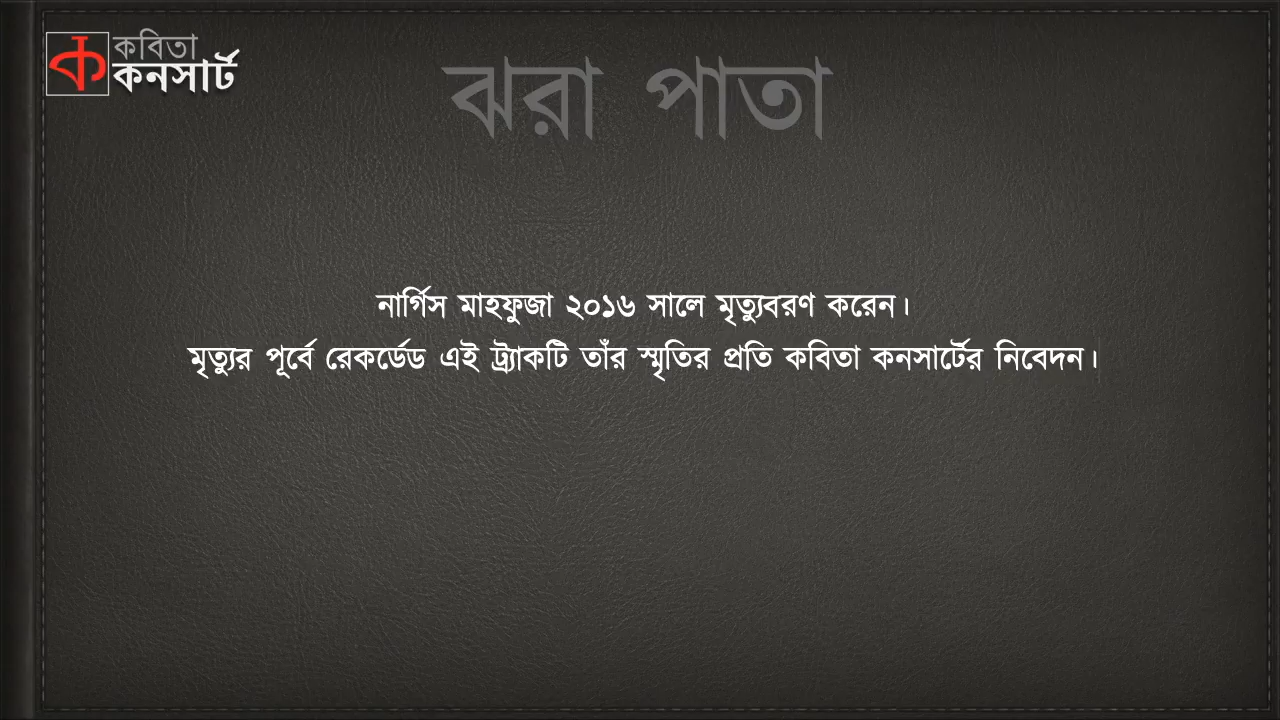 কবিতা
কনসার্ট
ঝরা পাতা
নার্গিস মাহফুজা ২০১৬ সালে মৃত্যুবরণ করেন।
মৃত্যুর পূর্বে রেকর্ডেড এই ট্র্যাকটি তাঁর স্মৃতির প্রতি কবিতা কনসার্টের নিবেদন।